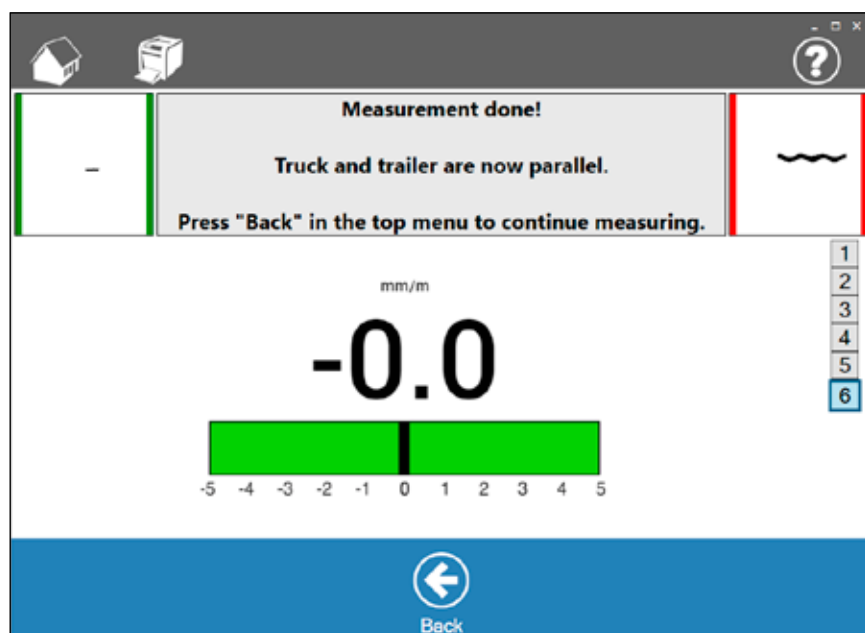 Measurement done!
Truck and trailer are now parallel.
Press "Back" in the top menu to continue measuring.
1
2
3
4
5
6
mm/m
-0.0
-5 -4 -3 -2 -1 0 1 2 3 4 5
Back